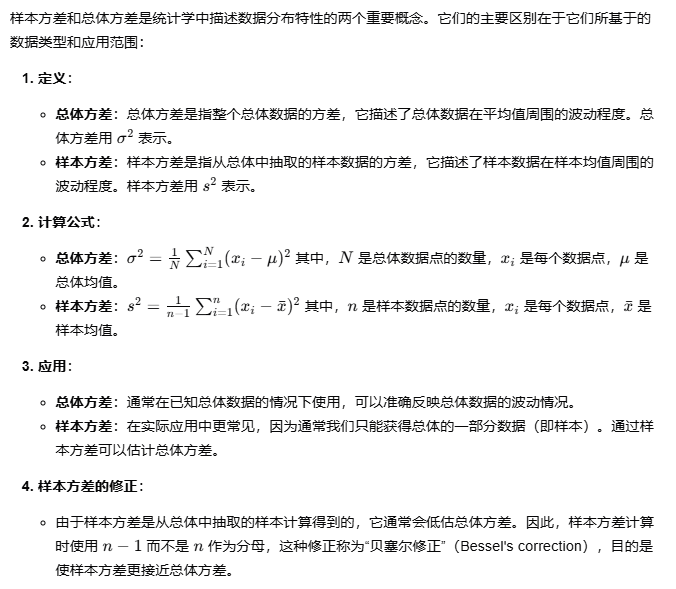 样本方差和总体方差是统计学中描述数据分布特性的两个重要概念。它们的主要区别在于它们所基于的
数据类型和应用范围：
1. 定义：
○ 总体方差：总体方差是指整个总体数据的方差，它描述了总体数据在平均值周围的波动程度。总
体方差用 σ² 表示。
○ 样本方差：样本方差是指从总体中抽取的样本数据的方差，它描述了样本数据在样本均值周围的
波动程度。样本方差用 s² 表示。
2. 计算公式：
○ 总体方差：σ² = \frac{1}{N} \sum_{i=1}^{N} (x_i − μ)² 其中，N 是总体数据点的数量，x_i 是每个数据点，μ 是
总体均值。
○ 样本方差：s² = \frac{1}{n−1} \sum_{i=1}^{n} (x_i − \bar{x})² 其中，n 是样本数据点的数量，x_i 是每个数据点，\bar{x} 是
样本均值。
3. 应用：
○ 总体方差：通常在已知总体数据的情况下使用，可以准确反映总体数据的波动情况。
○ 样本方差：在实际应用中更常见，因为通常我们只能获得总体的一部分数据（即样本）。通过样
本方差可以估计总体方差。
4. 样本方差的修正：
○ 由于样本方差是从总体中抽取的样本计算得到的，它通常会低估总体方差。因此，样本方差计算
时使用 n − 1 而不是 n 作为分母，这种修正称为“贝塞尔修正”（Bessel's correction），目的是
使样本方差更接近总体方差。